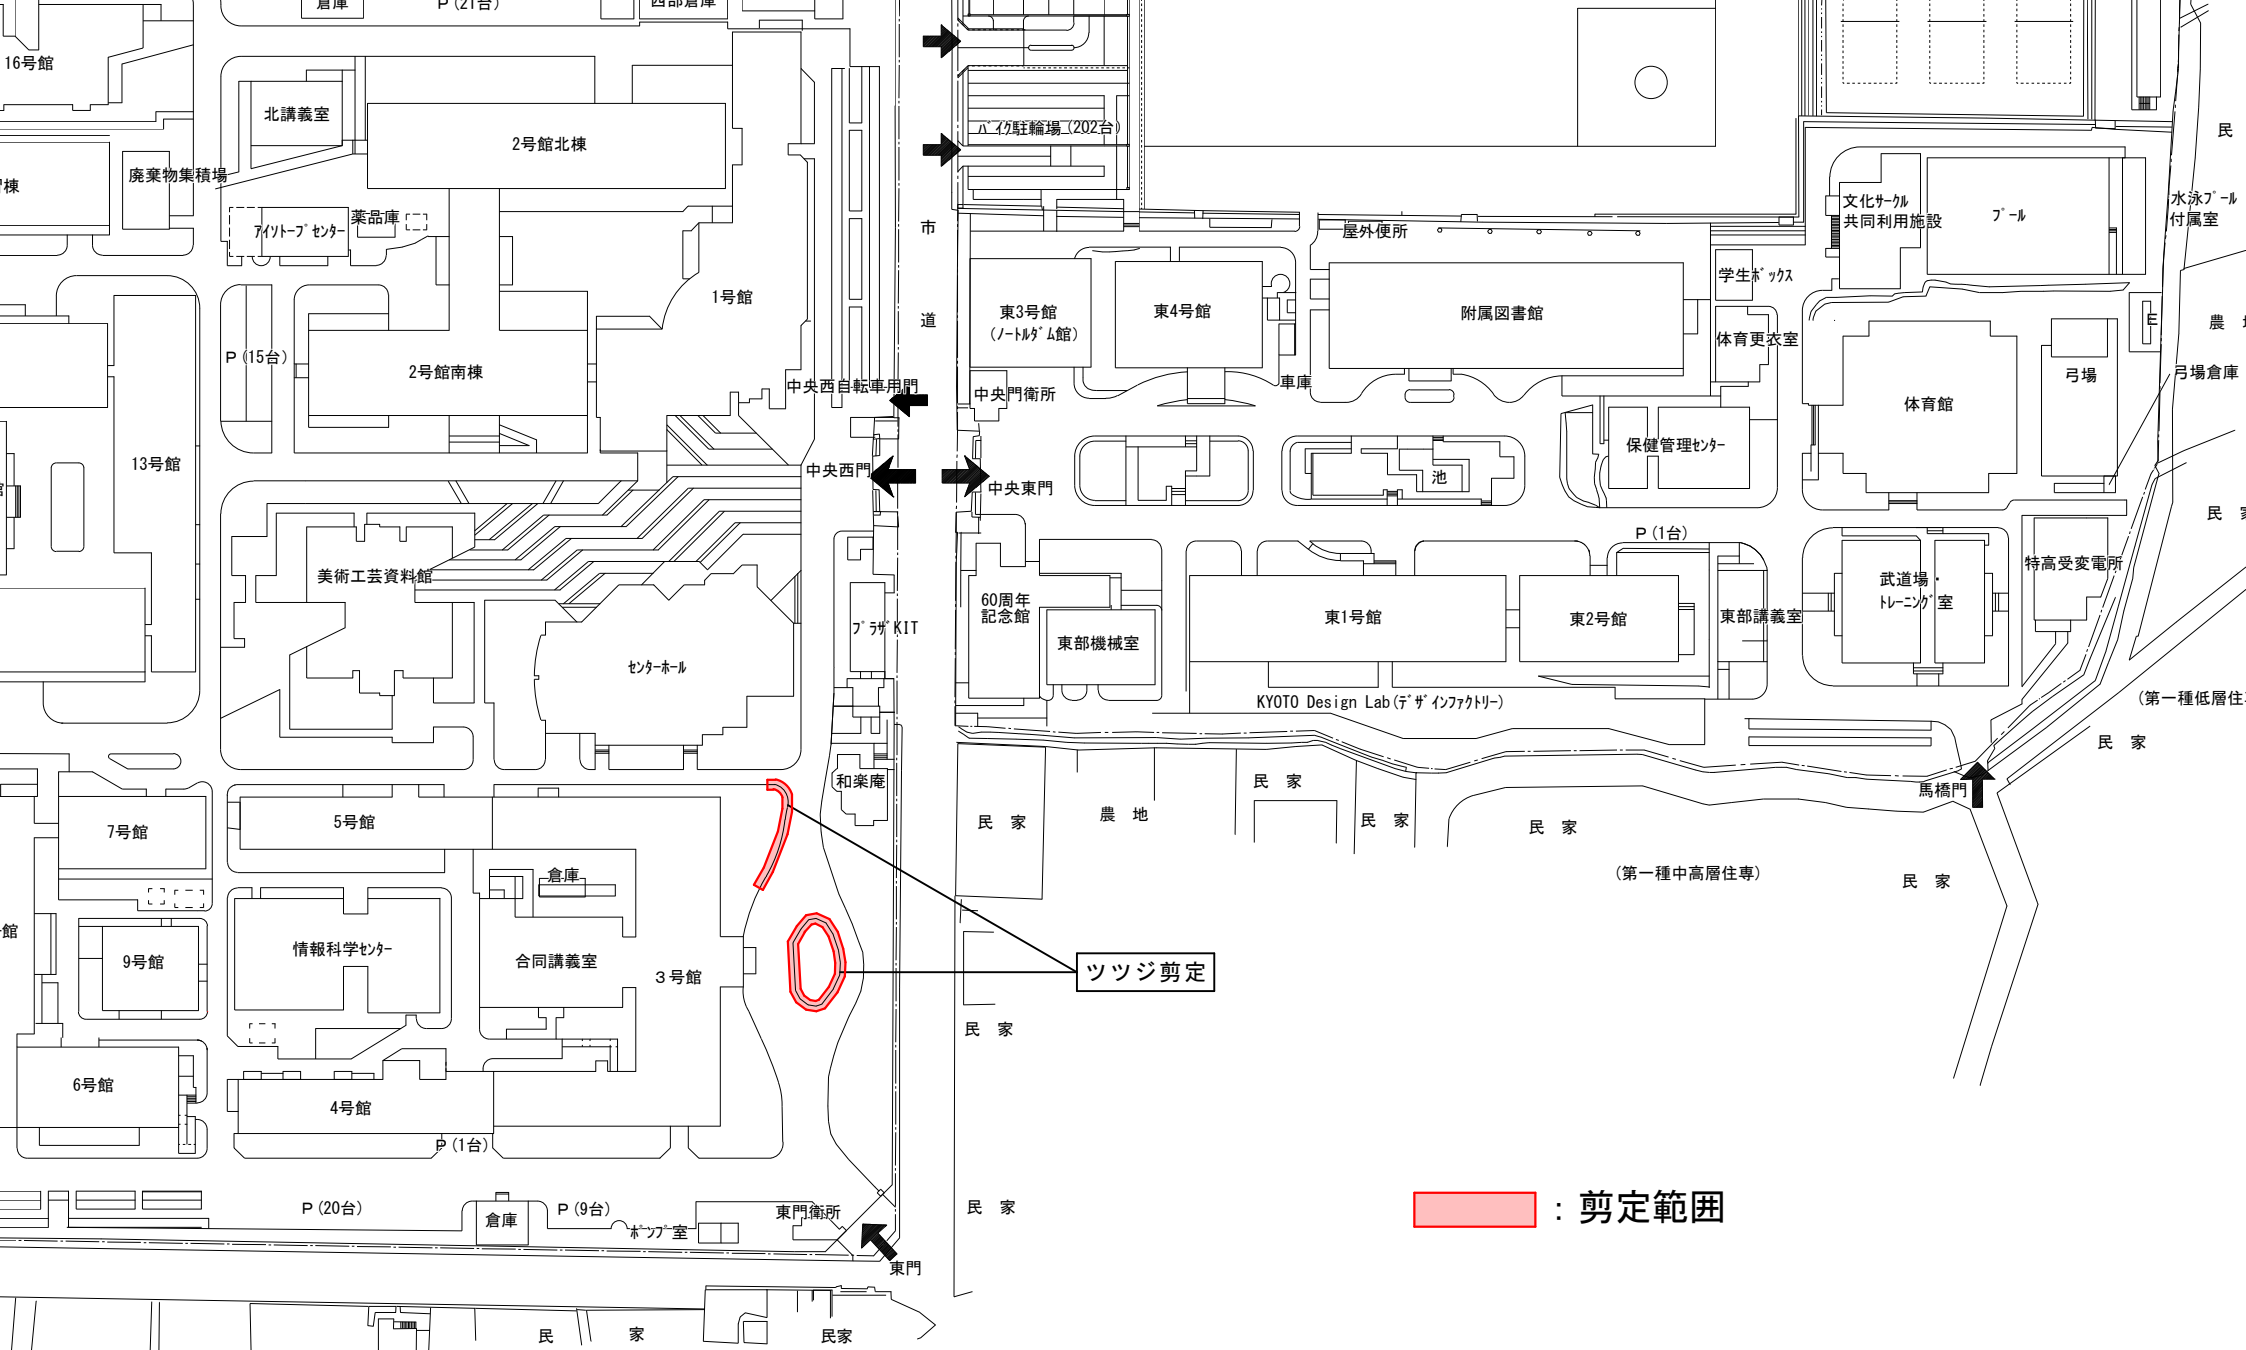 倉庫
P (21台)
西部倉庫
16号館
北講義室
2号館北棟
バイク駐輪場 (202台)
民
廃棄物集積場
棟
薬品庫
アイソトープセンター
市
道
屋外便所
文化サークル
共同利用施設
プール
水泳プール
付属室
1号館
東3号館
(ノートルダム館)
東4号館
附属図書館
学生ボックス
体育更衣室
E
農
P (15台)
2号館南棟
中央西自転車用門
中央門衛所
車庫
体育館
弓場
弓場倉庫
13号館
中央西門
中央東門
池
保健管理センター
民 家
P (1台)
美術工芸資料館
60周年
記念館
東部機械室
東1号館
東2号館
東部講義室
武道場・
トレーニング室
特高受変電所
プラザKIT
センターホール
KYOTO Design Lab(デザインファクトリー)
(第一種低層住専
民 家
和楽庵
民 家
農 地
民 家
民 家
民 家
馬橋門
7号館
5号館
倉庫
(第一種中高層住専)
民 家
館
9号館
情報科学センター
合同講義室
3号館
ツツジ剪定
民 家
6号館
4号館
P (1台)
P (20台)
倉庫
P (9台)
ポンプ室
東門衛所
民 家
：剪定範囲
東門
民 家
民家